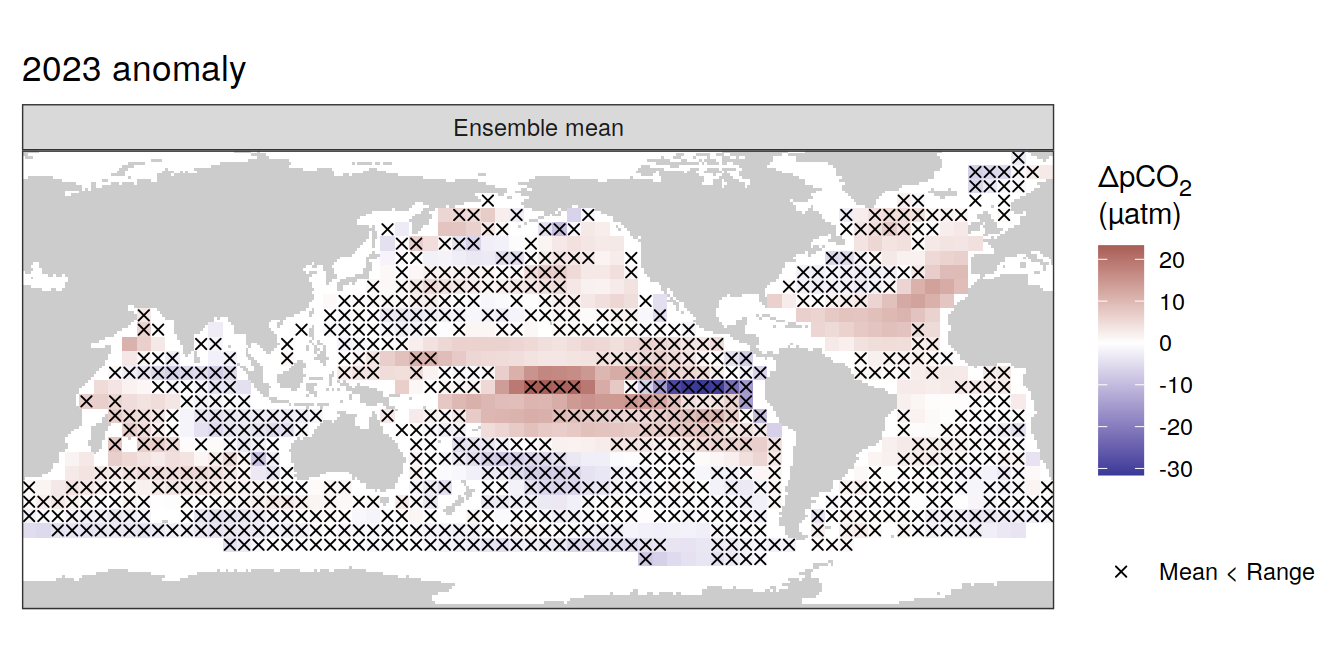 2023 anomaly
Ensemble mean
ΔpCO₂
(µatm)
20
10
0
-10
-20
-30
Mean < Range